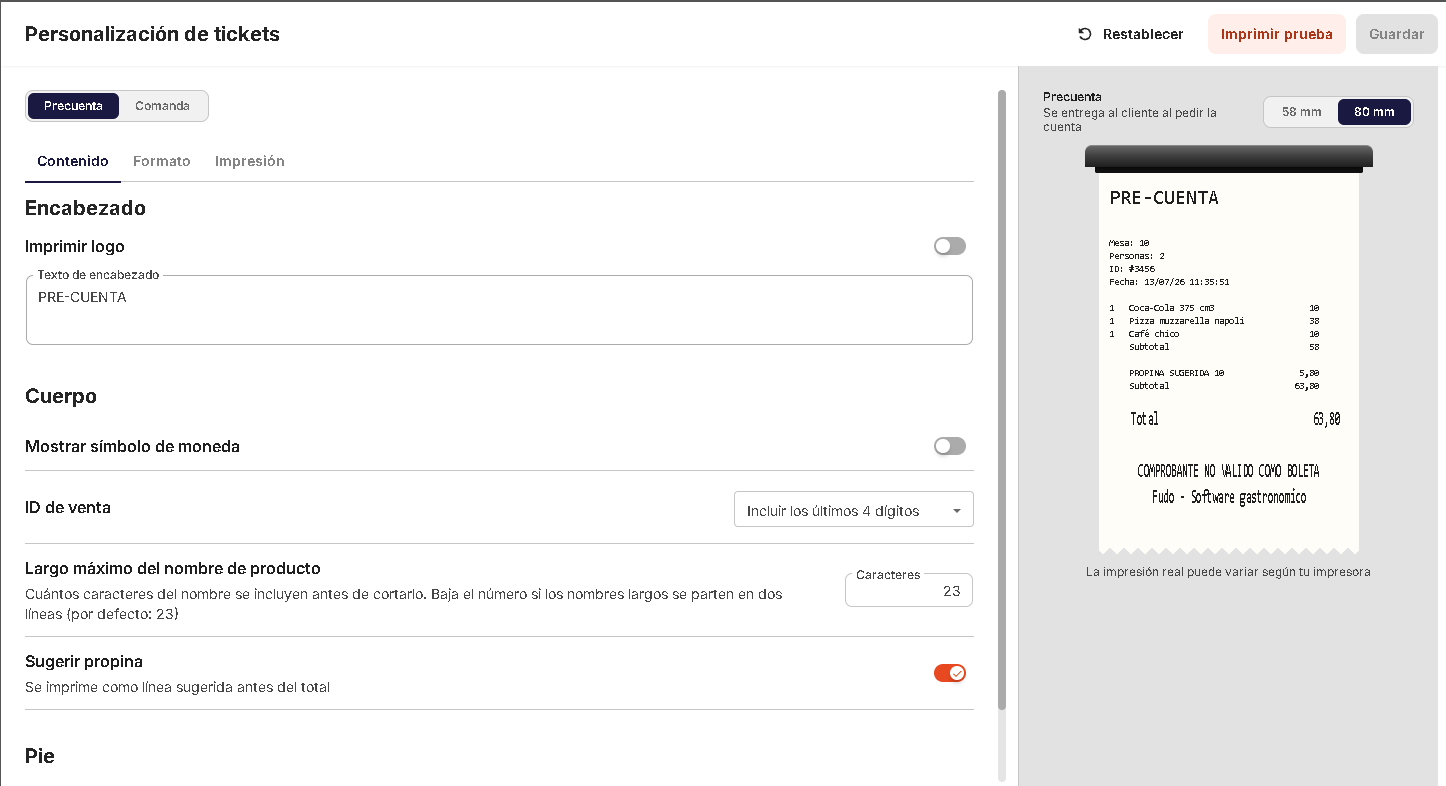 Personalización de tickets
Restablecer
Imprimir prueba
Guardar
Precuenta
Comanda
Contenido
Formato
Impresión
Encabezado
Imprimir logo
Texto de encabezado
PRE-CUENTA
Cuerpo
Mostrar símbolo de moneda
ID de venta
Incluir los últimos 4 dígitos
Largo máximo del nombre de producto
Cuántos caracteres del nombre se incluyen antes de cortarlo. Baja el número si los nombres largos se parten en dos
líneas (por defecto: 23)
Caracteres
23
Sugerir propina
Se imprime como línea sugerida antes del total
Pie
Precuenta
Se entrega al cliente al pedir la
cuenta
58 mm
80 mm
PRE-CUENTA
Mesa: 10
Personas: 2
ID: #3456
Fecha: 13/07/26 11:35:51
1 Coca-Cola 375 cm3 10
1 Pizza muzzarella napoli 38
1 Café chico 10
Subtotal 58
PROPINA SUGERIDA 10 5,80
Subtotal 63,80
Total 63,80
COMPROBANTE NO VALIDO COMO BOLETA
Fudo - Software gastronomico
La impresión real puede variar según tu impresora